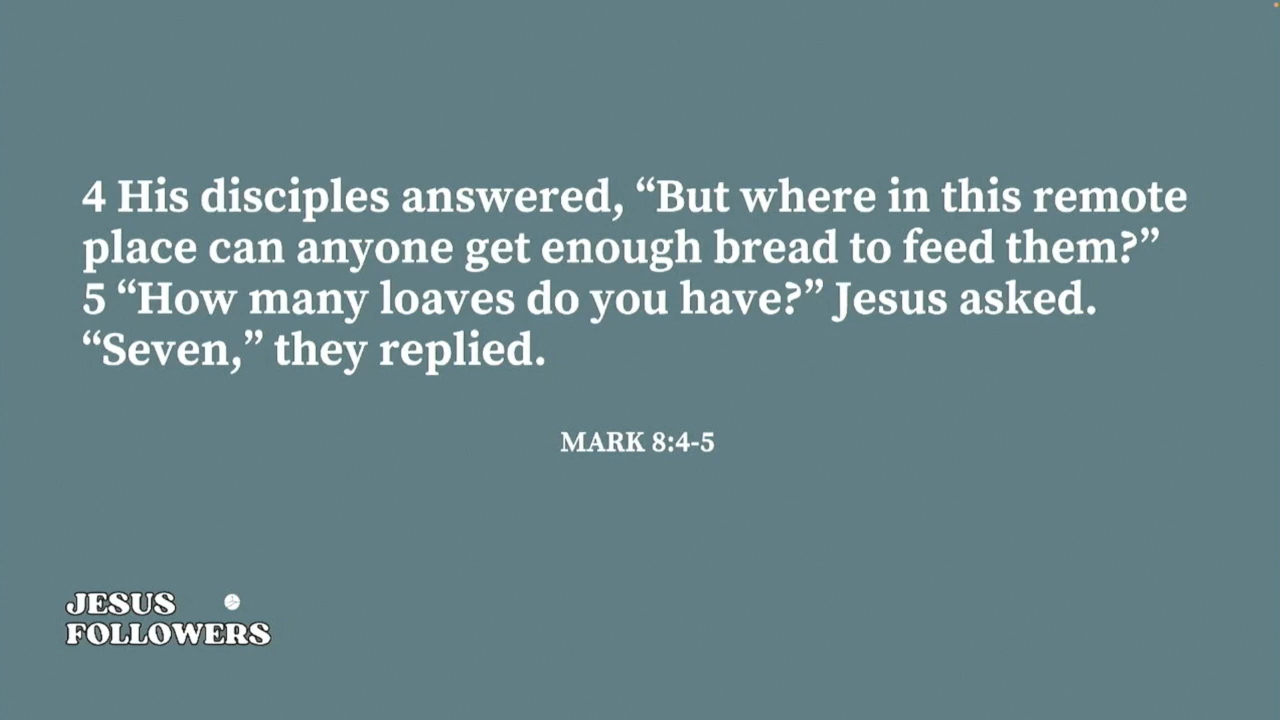 4 His disciples answered, “But where in this remote
place can anyone get enough bread to feed them?”
5 “How many loaves do you have?” Jesus asked.
“Seven,” they replied.
MARK 8:4-5
JESUS
FOLLOWERS